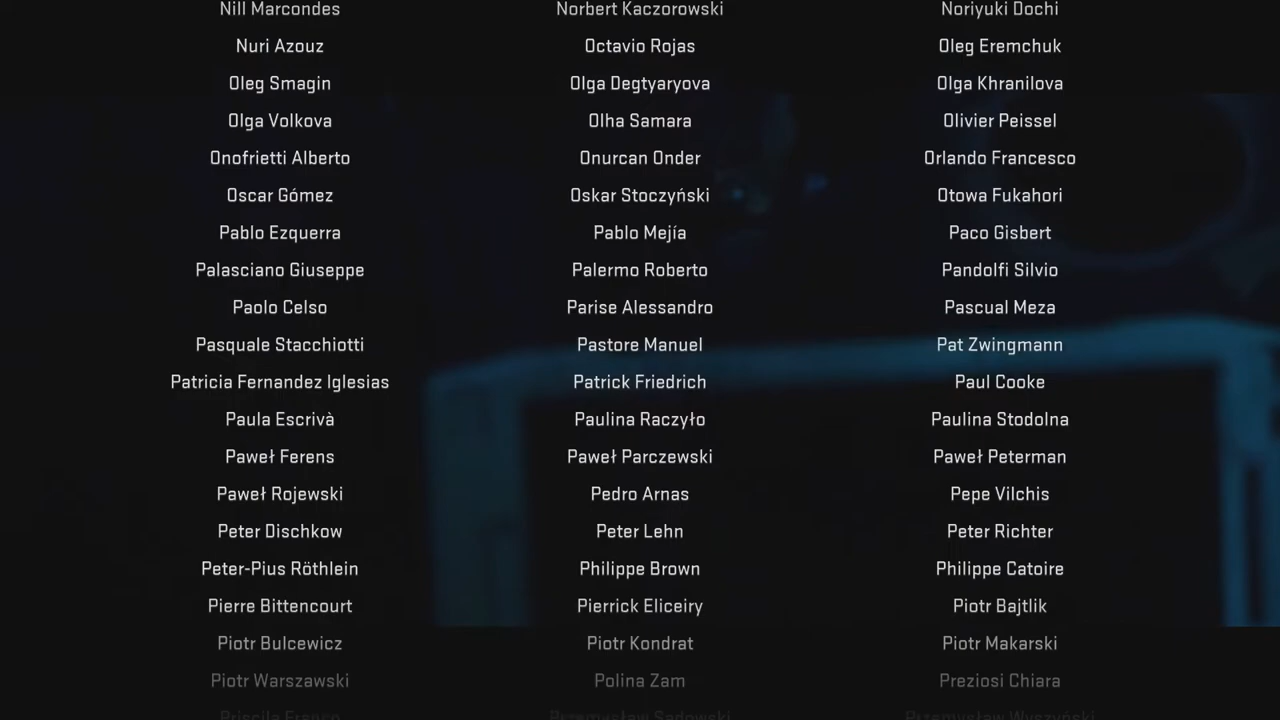 Nill Marcondes Norbert Kaczorowski Noriyuki Dochi
Nuri Azouz Octavio Rojas Oleg Eremchuk
Oleg Smagin Olga Degtyaryova Olga Khranilova
Olga Volkova Olha Samara Olivier Peissel
Onofrietti Alberto Onurcan Onder Orlando Francesco
Oscar Gómez Oskar Stoczyński Otowa Fukahori
Pablo Ezquerra Pablo Mejía Paco Gisbert
Palasciano Giuseppe Palermo Roberto Pandolfi Silvio
Paolo Celso Parise Alessandro Pascual Meza
Pasquale Stacchiotti Pastore Manuel Pat Zwingmann
Patricia Fernandez Iglesias Patrick Friedrich Paul Cooke
Paula Escrivà Paulina Raczyło Paulina Stodolna
Paweł Ferens Paweł Parczewski Paweł Peterman
Paweł Rojewski Pedro Arnas Pepe Vilchis
Peter Dischkow Peter Lehn Peter Richter
Peter-Pius Röthlein Philippe Brown Philippe Catoire
Pierre Bittencourt Pierrick Eliceiry Piotr Bajtlik
Piotr Bulcewicz Piotr Kondrat Piotr Makarski
Piotr Warszawski Polina Zam Preziosi Chiara
Priscila Franco Przemysław Sadowski Przemysław Wyszyński